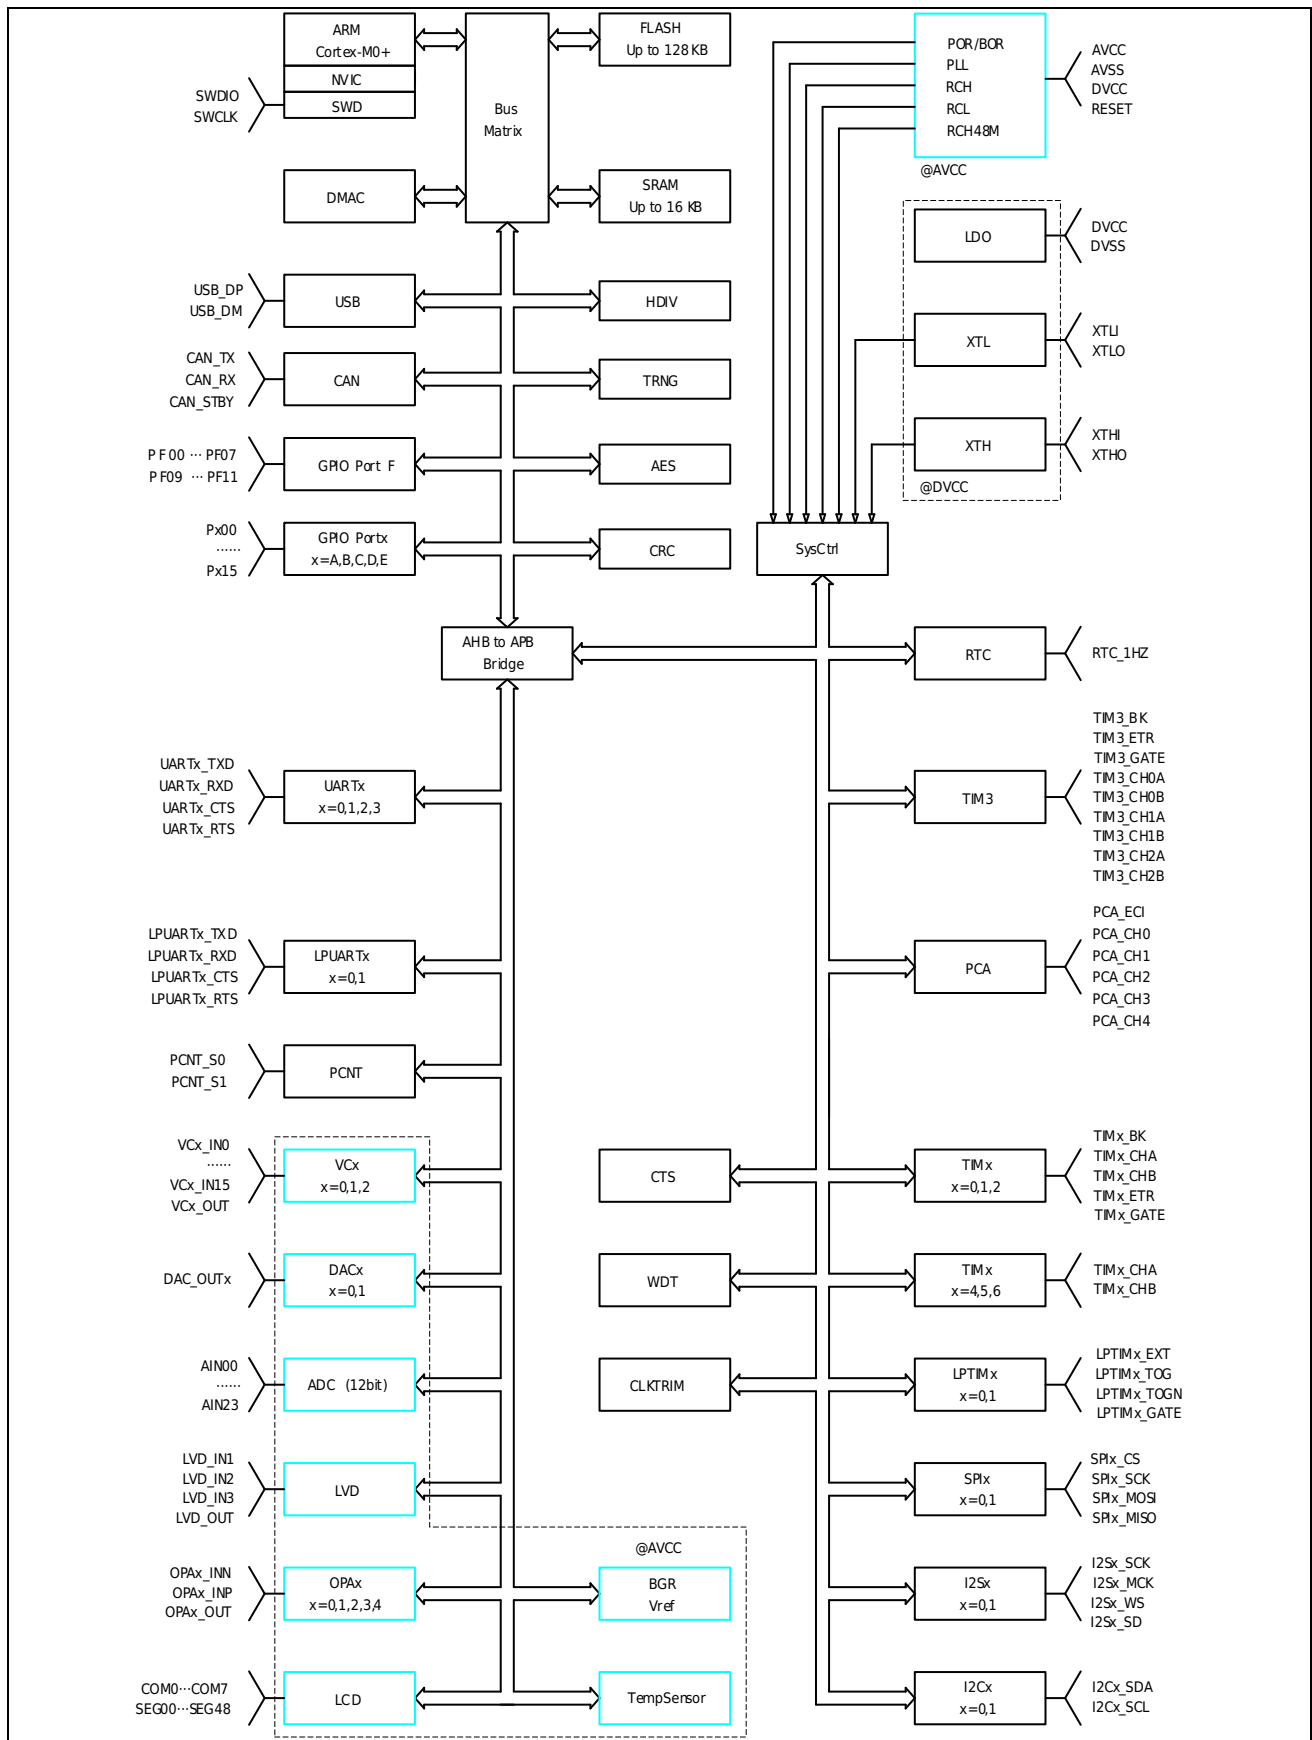 ARM
Cortex-M0+
NVIC
SWD
SWDIO
SWCLK
Bus
Matrix
FLASH
Up to 128 KB
POR/BOR
PLL
RCH
RCL
RCH48M
@AVCC
AVCC
AVSS
DVCC
RESET
DMAC
SRAM
Up to 16 KB
LDO
DVCC
DVSS
USB_DP
USB_DM
USB
HDIV
XTL
XTLI
XTLO
CAN_TX
CAN_RX
CAN_STBY
CAN
TRNG
XTH
XTHI
XTHO
@DVCC
PF00 ··· PF07
PF09 ··· PF11
GPIO Port F
AES
Px00
······
Px15
GPIO Portx
x=A,B,C,D,E
CRC
SysCtrl
AHB to APB
Bridge
RTC
RTC_1HZ
UARTx_TXD
UARTx_RXD
UARTx_CTS
UARTx_RTS
UARTx
x=0,1,2,3
TIM3
TIM3_BK
TIM3_ETR
TIM3_GATE
TIM3_CH0A
TIM3_CH0B
TIM3_CH1A
TIM3_CH1B
TIM3_CH2A
TIM3_CH2B
LPUARTx_TXD
LPUARTx_RXD
LPUARTx_CTS
LPUARTx_RTS
LPUARTx
x=0,1
PCA
PCA_ECI
PCA_CH0
PCA_CH1
PCA_CH2
PCA_CH3
PCA_CH4
PCNT_S0
PCNT_S1
PCNT
VCx_IN0
······
VCx_IN15
VCx_OUT
VCx
x=0,1,2
CTS
TIMx
x=0,1,2
TIMx_BK
TIMx_CHA
TIMx_CHB
TIMx_ETR
TIMx_GATE
DAC_OUTx
DACx
x=0,1
WDT
TIMx
x=4,5,6
TIMx_CHA
TIMx_CHB
AIN00
······
AIN23
ADC (12bit)
CLKTRIM
LPTIMx
x=0,1
LPTIMx_EXT
LPTIMx_TOG
LPTIMx_TOGN
LPTIMx_GATE
LVD_IN1
LVD_IN2
LVD_IN3
LVD_OUT
LVD
SPIx
x=0,1
SPIx_CS
SPIx_SCK
SPIx_MOSI
SPIx_MISO
@AVCC
OPAx_INN
OPAx_INP
OPAx_OUT
OPAx
x=0,1,2,3,4
BGR
Vref
I2Sx
x=0,1
I2Sx_SCK
I2Sx_MCK
I2Sx_WS
I2Sx_SD
COM0···COM7
SEG00···SEG48
LCD
TempSensor
I2Cx
x=0,1
I2Cx_SDA
I2Cx_SCL